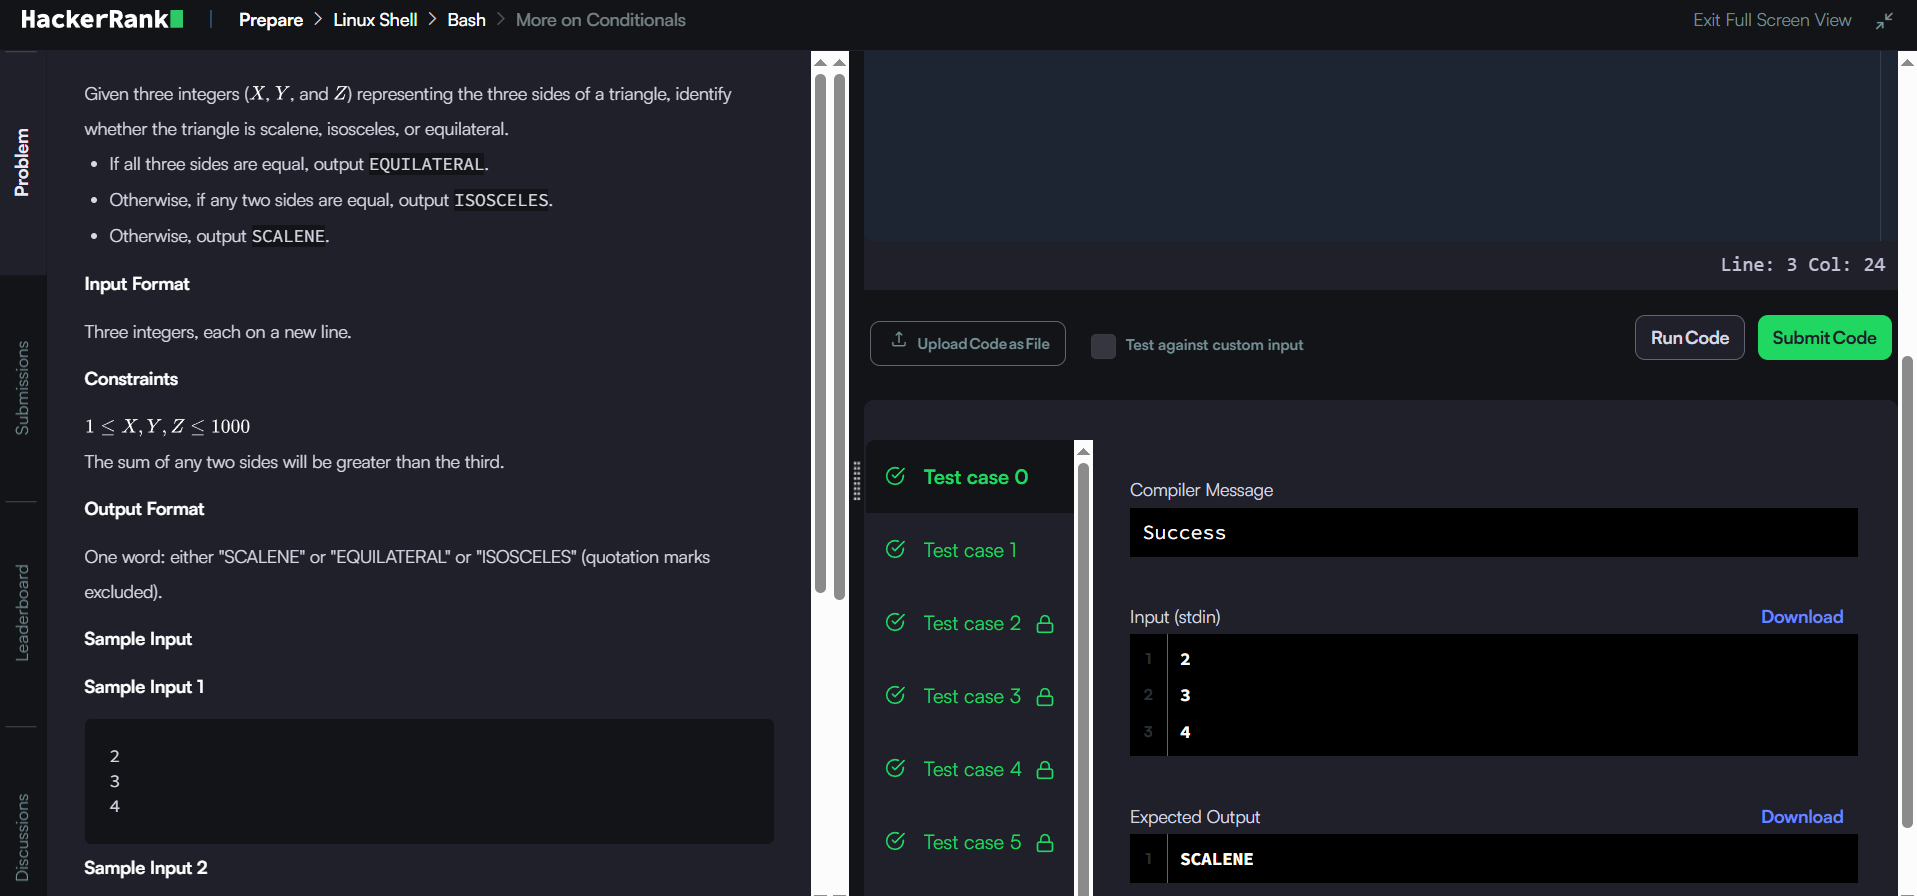 HackerRank
Prepare > Linux Shell > Bash > More on Conditionals
Exit Full Screen View
Problem
Submissions
Leaderboard
Discussions
Given three integers (X, Y, and Z) representing the three sides of a triangle, identify
whether the triangle is scalene, isosceles, or equilateral.
• If all three sides are equal, output EQUILATERAL.
• Otherwise, if any two sides are equal, output ISOSCELES.
• Otherwise, output SCALENE.
Input Format
Three integers, each on a new line.
Constraints
1 ≤ X, Y, Z ≤ 1000
The sum of any two sides will be greater than the third.
Output Format
One word: either "SCALENE" or "EQUILATERAL" or "ISOSCELES" (quotation marks
excluded).
Sample Input
Sample Input 1
2
3
4
Sample Input 2
Line: 3 Col: 24
Upload Code as File
Test against custom input
Run Code
Submit Code
Test case 0
Test case 1
Test case 2
Test case 3
Test case 4
Test case 5
Compiler Message
Success
Input (stdin)
Download
1 2
2 3
3 4
Expected Output
Download
1 SCALENE